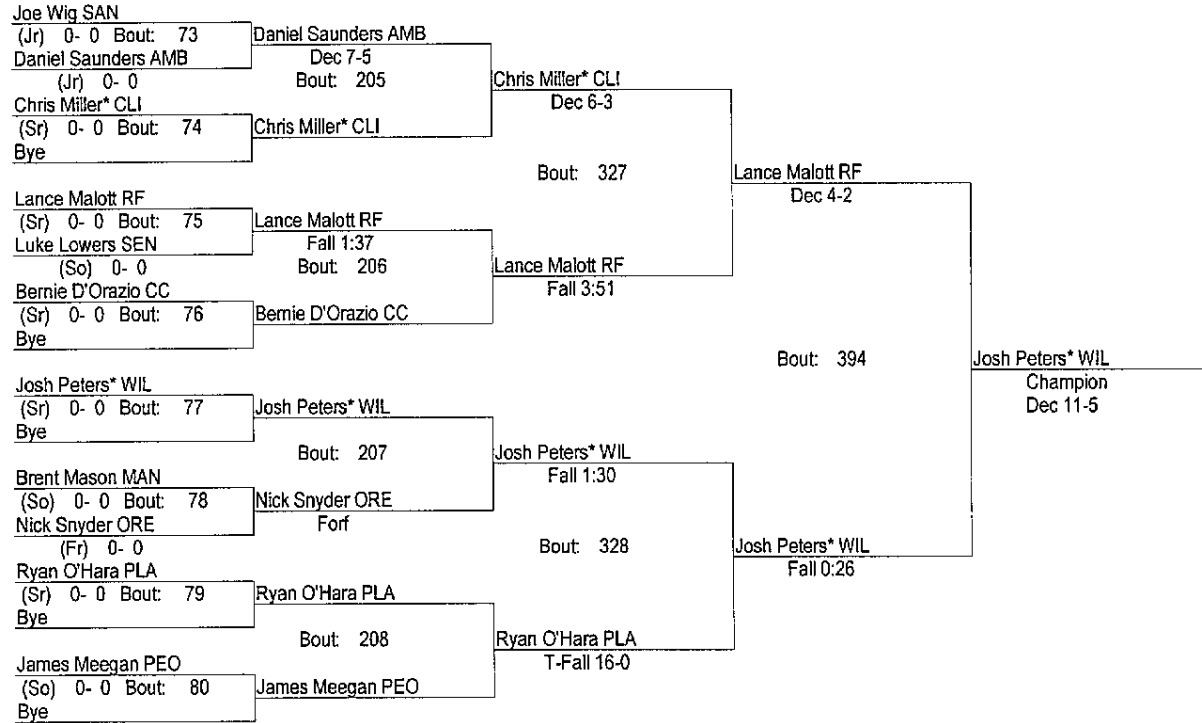 Joe Wig SAN
(Jr) 0- 0 Bout: 73
Daniel Saunders AMB
(Jr) 0- 0
Chris Miller* CLI
(Sr) 0- 0 Bout: 74
Bye
Lance Malott RF
(Sr) 0- 0 Bout: 75
Luke Lowers SEN
(So) 0- 0
Bernie D'Orazio CC
(Sr) 0- 0 Bout: 76
Bye
Josh Peters* WIL
(Sr) 0- 0 Bout: 77
Bye
Brent Mason MAN
(So) 0- 0 Bout: 78
Nick Snyder ORE
(Fr) 0- 0
Ryan O'Hara PLA
(Sr) 0- 0 Bout: 79
Bye
James Meegan PEO
(So) 0- 0 Bout: 80
Bye
Daniel Saunders AMB
Dec 7-5
Bout: 205
Chris Miller* CLI
Lance Malott RF
Fall 1:37
Bout: 206
Bernie D'Orazio CC
Josh Peters* WIL
Bout: 207
Nick Snyder ORE
Forf
Ryan O'Hara PLA
Bout: 208
James Meegan PEO
Chris Miller* CLI
Dec 6-3
Bout: 327
Lance Malott RF
Fall 3:51
Josh Peters* WIL
Fall 1:30
Bout: 328
Ryan O'Hara PLA
T-Fall 16-0
Lance Malott RF
Dec 4-2
Bout: 394
Josh Peters* WIL
Fall 0:26
Josh Peters* WIL
Champion
Dec 11-5